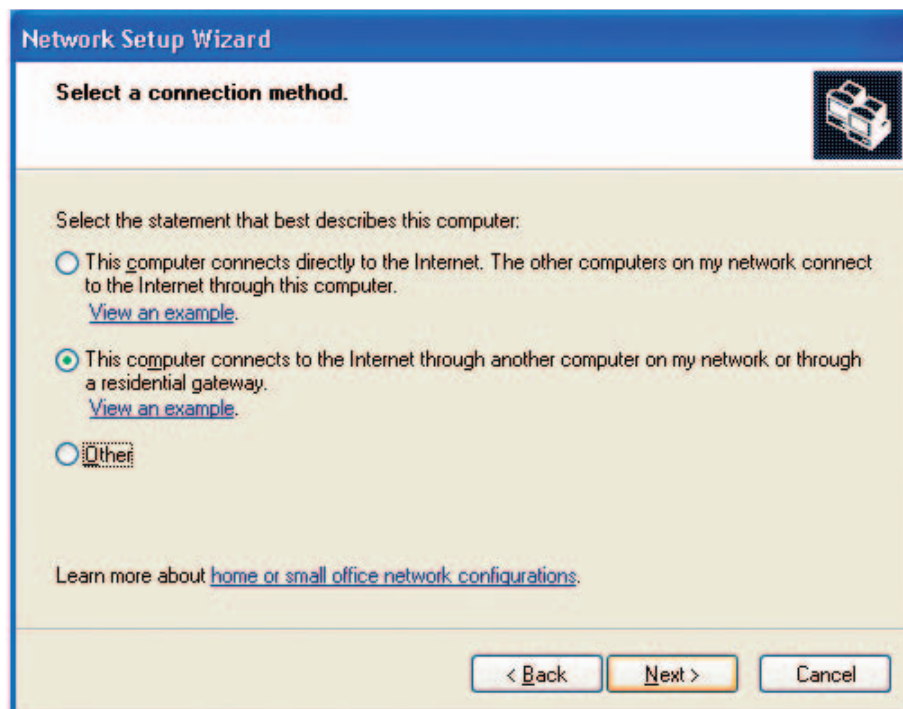 Network Setup Wizard
Select a connection method.
Select the statement that best describes this computer:
This computer connects directly to the Internet. The other computers on my network connect
to the Internet through this computer.
View an example.
This computer connects to the Internet through another computer on my network or through
a residential gateway.
View an example.
Other
Learn more about home or small office network configurations.
< Back
Next >
Cancel